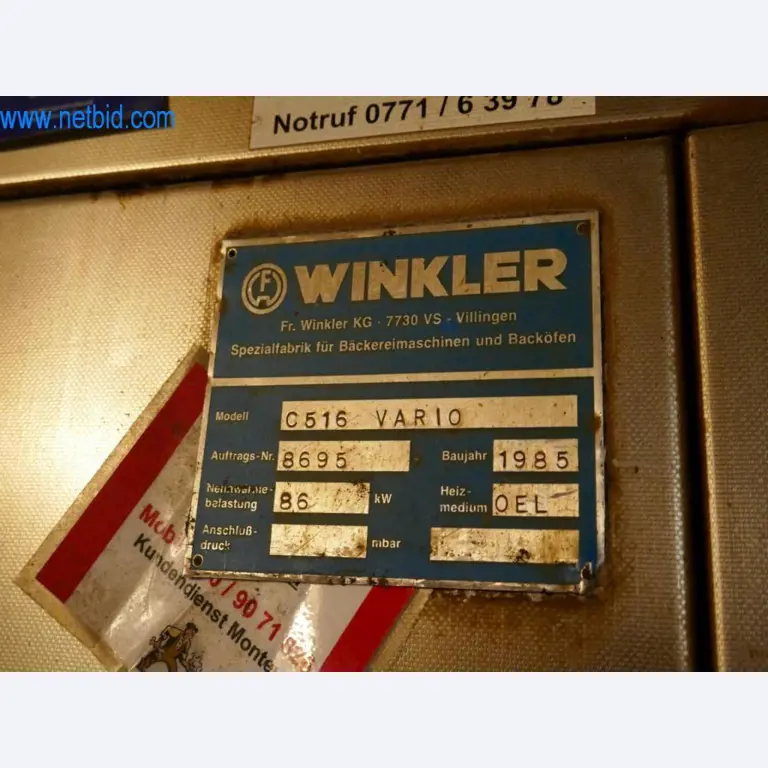 Notruf 0771 / 6 39 78
www.netbid.com
WINKLER
Fr. Winkler KG · 7730 VS - Villingen
Spezialfabrik für Bäckereimaschinen und Backöfen
Modell C516 VARIO
Auftrags-Nr. 8695 Baujahr 1985
Nennwärme- Heiz-
belastung 86 kW medium OEL
Anschluß-
druck mbar
/ 90 71
Kundendienst